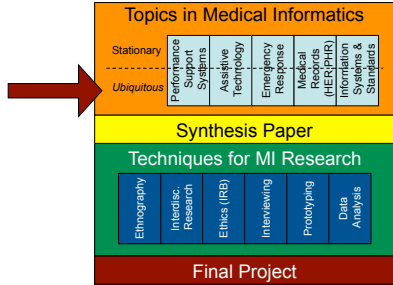 Topics in Medical Informatics
Stationary
Ubiquitous
Performance
Support
Systems
Assistive
Technology
Emergency
Response
Medical
Records
(HER;PHR)
Information
Systems &
Standards
Synthesis Paper
Techniques for MI Research
Ethnography
Interdisc.
Research
Ethics (IRB)
Interviewing
Prototyping
Data
Analysis
Final Project